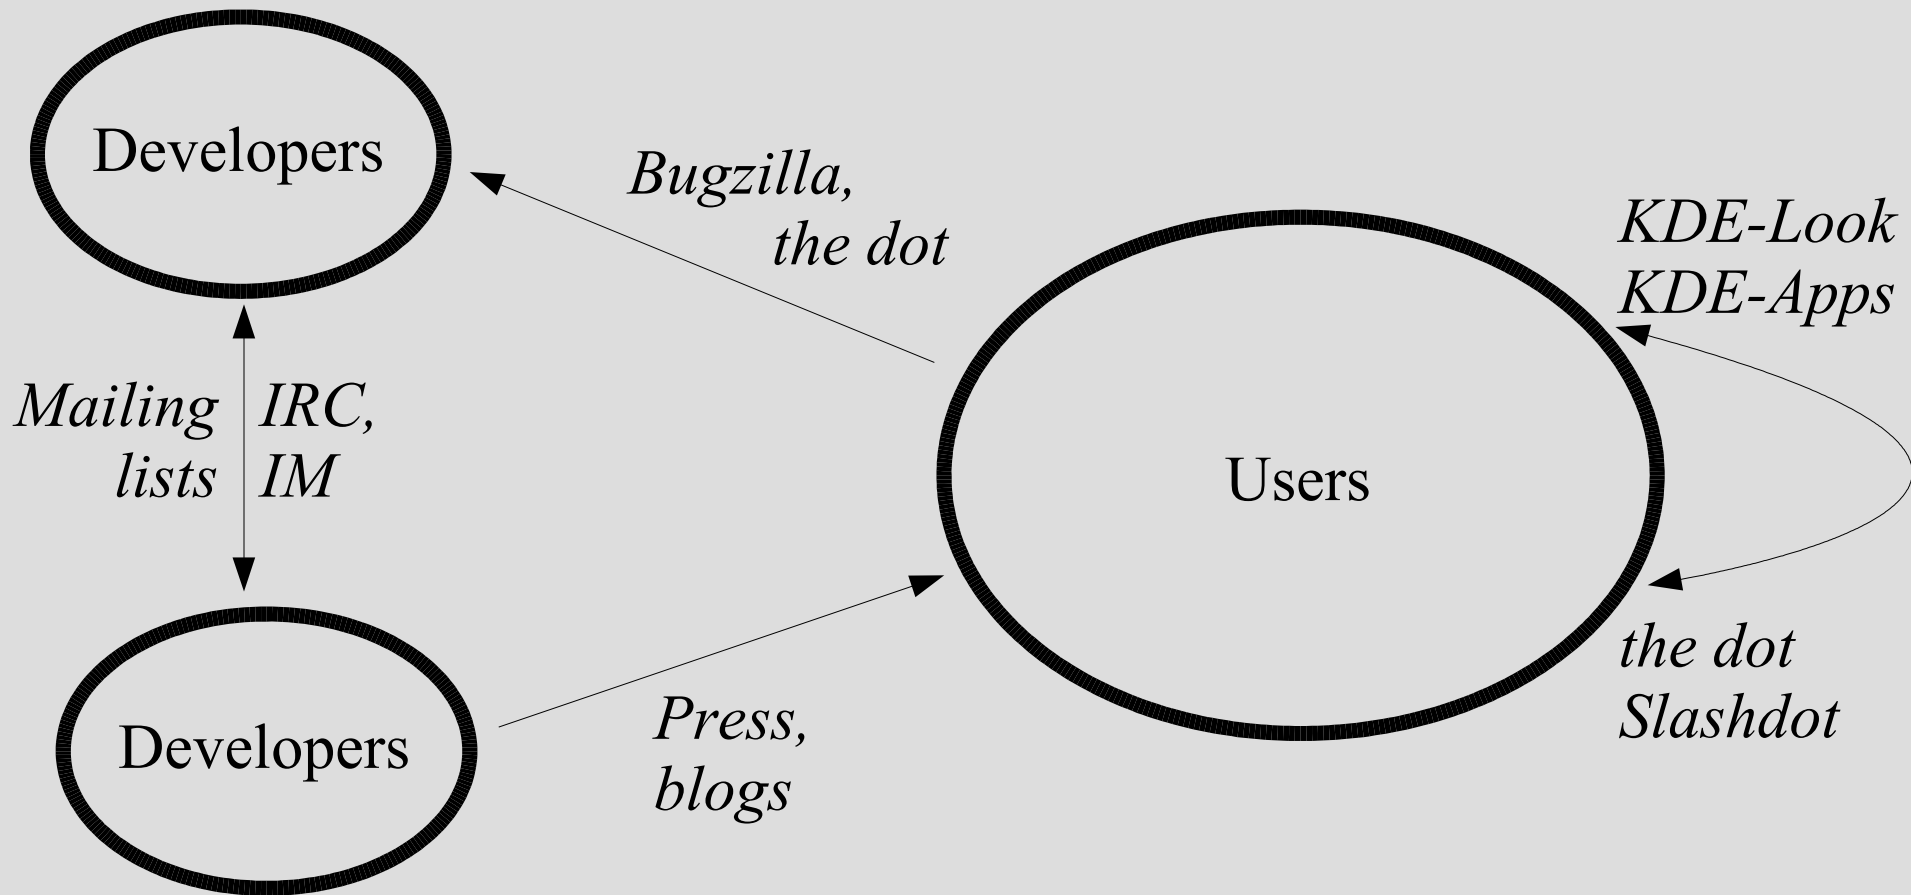 Developers
Bugzilla,
the dot
KDE-Look
KDE-Apps
Mailing
lists
IRC,
IM
Users
the dot
Slashdot
Developers
Press,
blogs